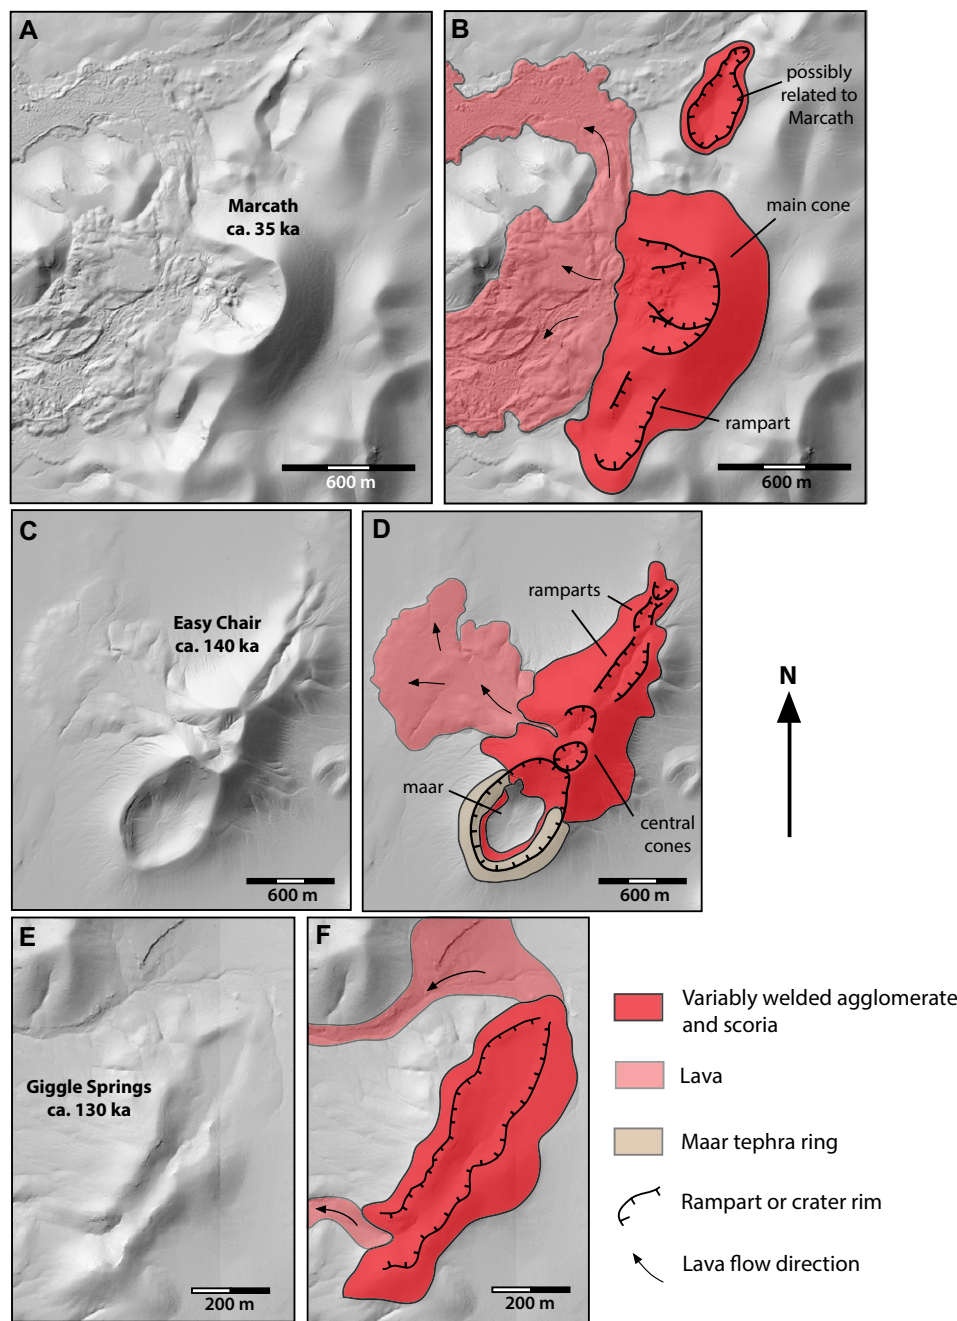 A
Marcath
ca. 35 ka
600 m
B
possibly
related to
Marcath
main cone
rampart
600 m
C
Easy Chair
ca. 140 ka
600 m
D
ramparts
maar
central
cones
600 m
N
E
Giggle Springs
ca. 130 ka
200 m
F
200 m
Variably welded agglomerate
and scoria
Lava
Maar tephra ring
Rampart or crater rim
Lava flow direction